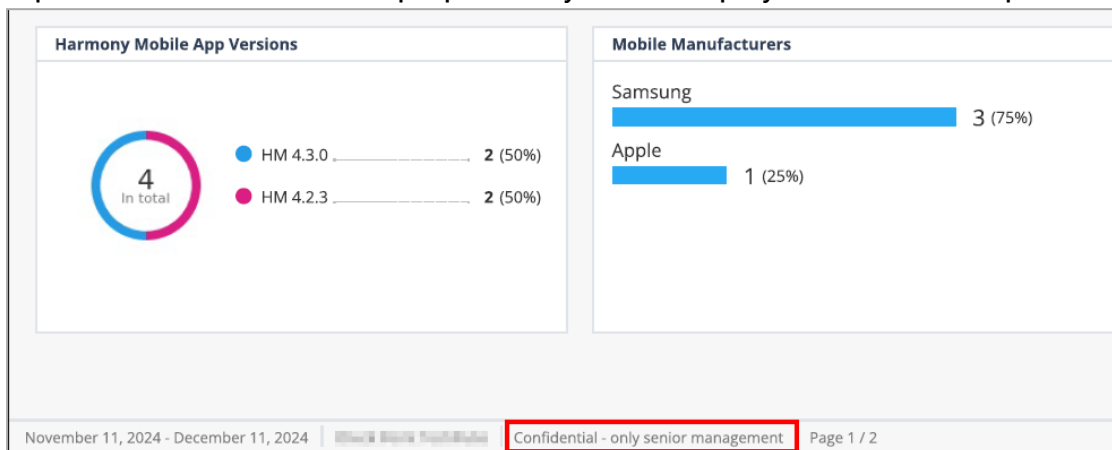 Harmony Mobile App Versions
4
In total
HM 4.3.0 2 (50%)
HM 4.2.3 2 (50%)
Mobile Manufacturers
Samsung
3 (75%)
Apple
1 (25%)
November 11, 2024 - December 11, 2024 Confidential - only senior management Page 1 / 2